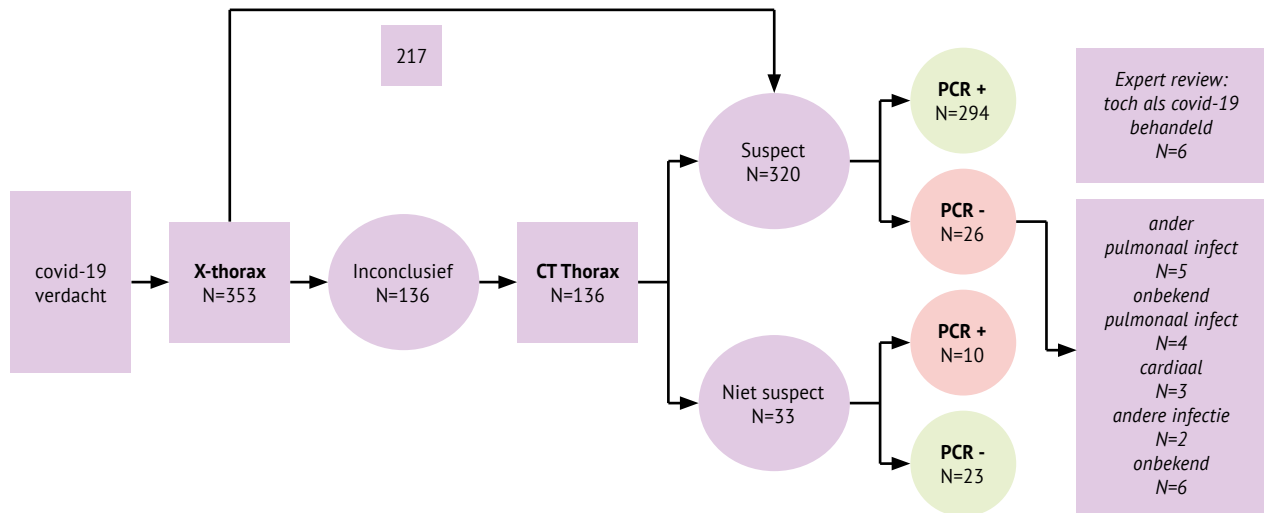 217
covid-19
verdacht
X-thorax
N=353
Inconclusief
N=136
CT Thorax
N=136
Suspect
N=320
Niet suspect
N=33
PCR +
N=294
PCR -
N=26
PCR +
N=10
PCR -
N=23
Expert review:
toch als covid-19
behandeld
N=6
ander
pulmonaal infect
N=5
onbekend
pulmonaal infect
N=4
cardiaal
N=3
andere infectie
N=2
onbekend
N=6